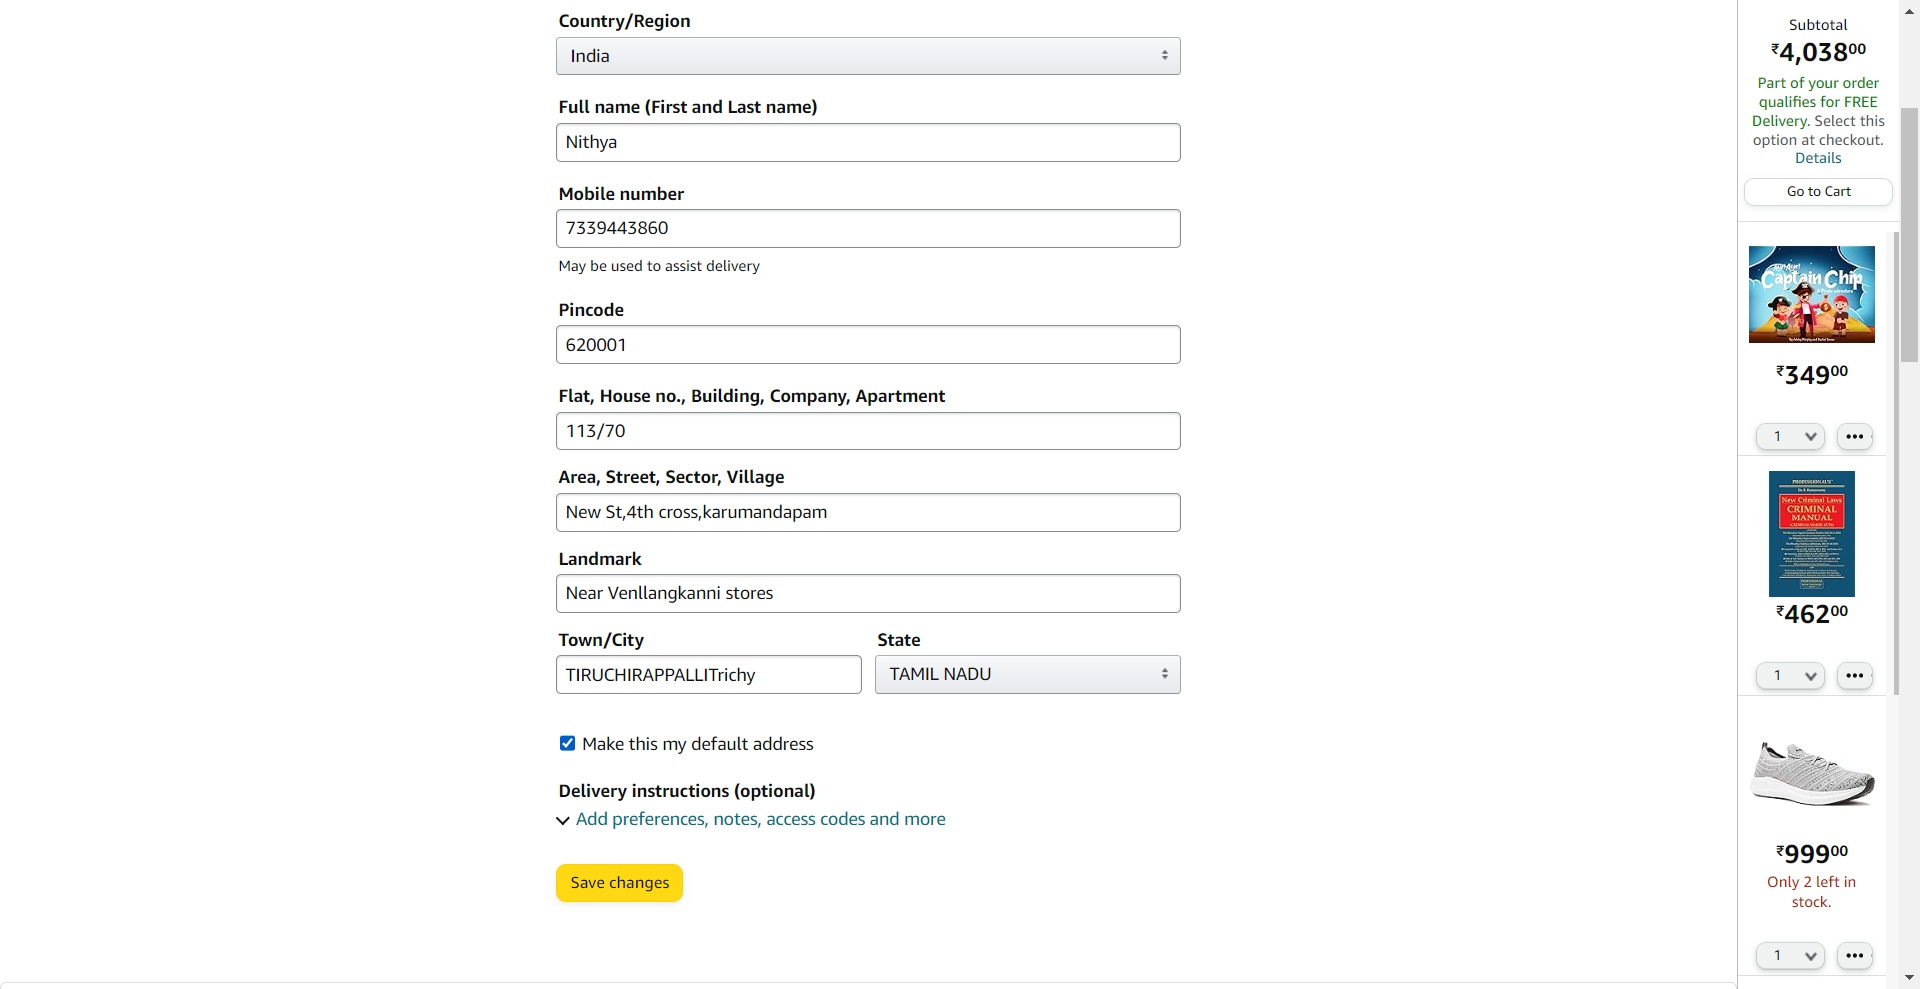 Country/Region
India
Full name (First and Last name)
Nithya
Mobile number
7339443860
May be used to assist delivery
Pincode
620001
Flat, House no., Building, Company, Apartment
113/70
Area, Street, Sector, Village
New St,4th cross,karumandapam
Landmark
Near Venllangkanni stores
Town/City
State
TIRUCHIRAPPALLITrichy
TAMIL NADU
Make this my default address
Delivery instructions (optional)
Add preferences, notes, access codes and more
Save changes
Subtotal
₹4,038.00
Part of your order
qualifies for FREE
Delivery. Select this
option at checkout.
Details
Go to Cart
Captain Chip
₹349.00
1
PROFESSIONAL'S
New Criminal Laws
CRIMINAL
MANUAL
₹462.00
1
₹999.00
Only 2 left in
stock.
1